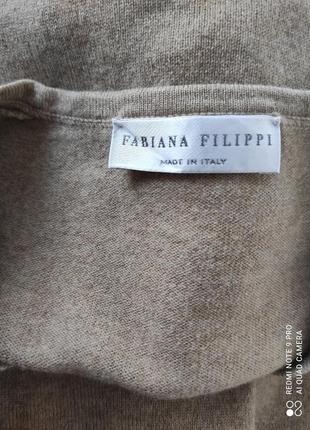 FABIANA FILIPPI
MADE IN ITALY
REDMI NOTE 9 PRO
AI QUAD CAMERA